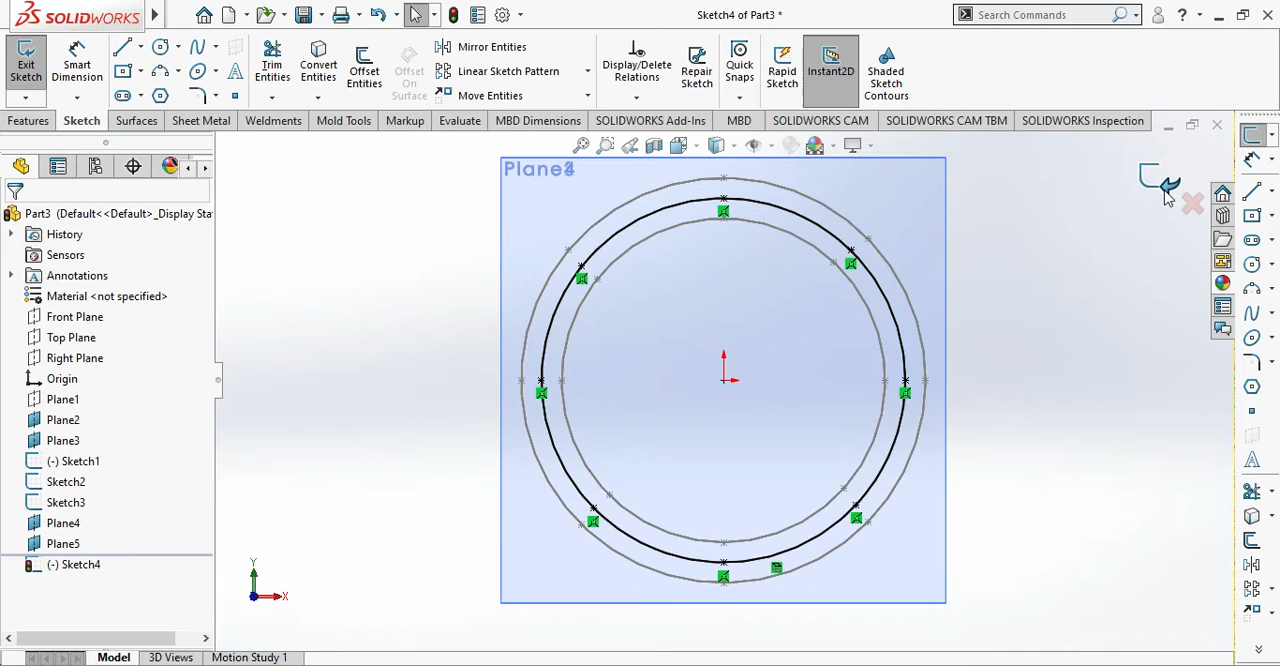 SOLIDWORKS
Sketch4 of Part3 *
Search Commands
?
Exit Sketch
Smart Dimension
Trim Entities
Convert Entities
Offset Entities
Offset On Surface
Mirror Entities
Linear Sketch Pattern
Move Entities
Display/Delete Relations
Repair Sketch
Quick Snaps
Rapid Sketch
Instant2D
Shaded Sketch Contours
Features
Sketch
Surfaces
Sheet Metal
Weldments
Mold Tools
Markup
Evaluate
MBD Dimensions
SOLIDWORKS Add-Ins
MBD
SOLIDWORKS CAM
SOLIDWORKS CAM TBM
SOLIDWORKS Inspection
Part3 (Default<<Default>_Display Sta
History
Sensors
Annotations
Material <not specified>
Front Plane
Top Plane
Right Plane
Origin
Plane1
Plane2
Plane3
(-) Sketch1
Sketch2
Sketch3
Plane4
Plane5
(-) Sketch4
Y
X
Model
3D Views
Motion Study 1